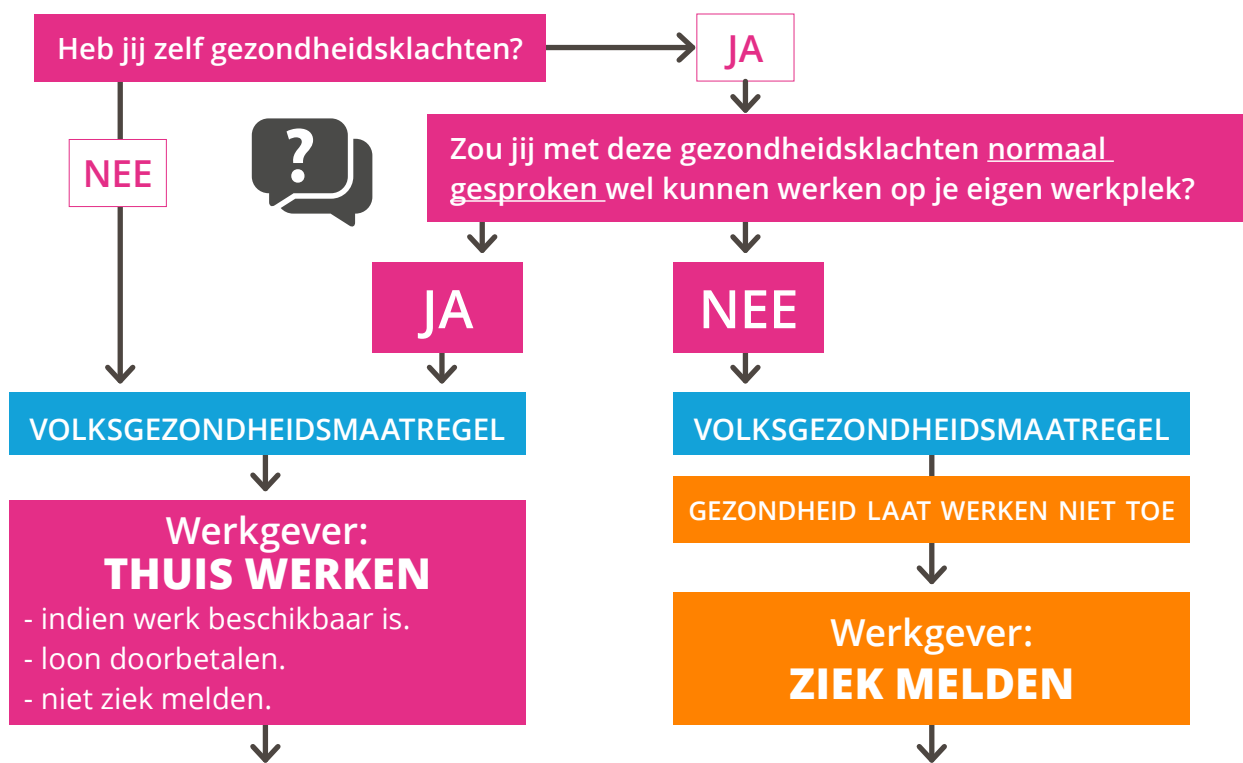 Heb jij zelf gezondheidsklachten?
JA
NEE
?
Zou jij met deze gezondheidsklachten normaal
gesproken wel kunnen werken op je eigen werkplek?
JA
NEE
VOLKSGEZONDHEIDSMAATREGEL
Werkgever:
THUIS WERKEN
- indien werk beschikbaar is.
- loon doorbetalen.
- niet ziek melden.
VOLKSGEZONDHEIDSMAATREGEL
GEZONDHEID LAAT WERKEN NIET TOE
Werkgever:
ZIEK MELDEN